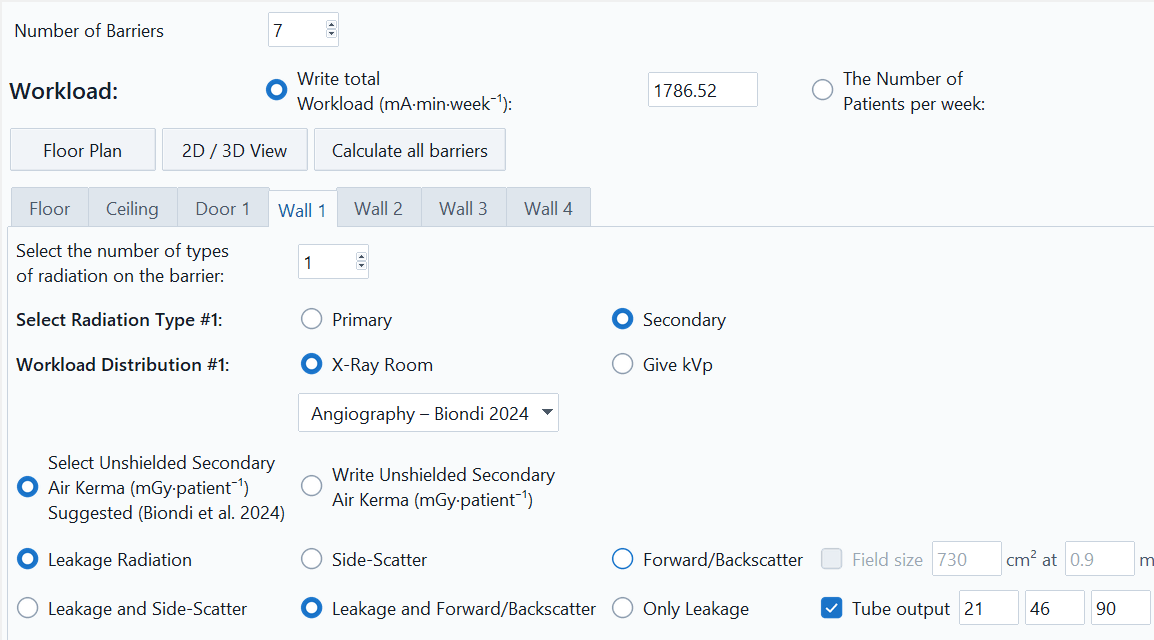 Number of Barriers 7
Workload: Write total
Workload (mA·min·week⁻¹): 1786.52 The Number of
Patients per week:
Floor Plan 2D / 3D View Calculate all barriers
Floor Ceiling Door 1 Wall 1 Wall 2 Wall 3 Wall 4
Select the number of types
of radiation on the barrier: 1
Select Radiation Type #1: Primary Secondary
Workload Distribution #1: X-Ray Room Give kVp
Angiography – Biondi 2024
Select Unshielded Secondary
Air Kerma (mGy·patient⁻¹)
Suggested (Biondi et al. 2024)
Write Unshielded Secondary
Air Kerma (mGy·patient⁻¹)
Leakage Radiation Side-Scatter Forward/Backscatter Field size 730 cm² at 0.9 m
Leakage and Side-Scatter Leakage and Forward/Backscatter Only Leakage Tube output 21 46 90